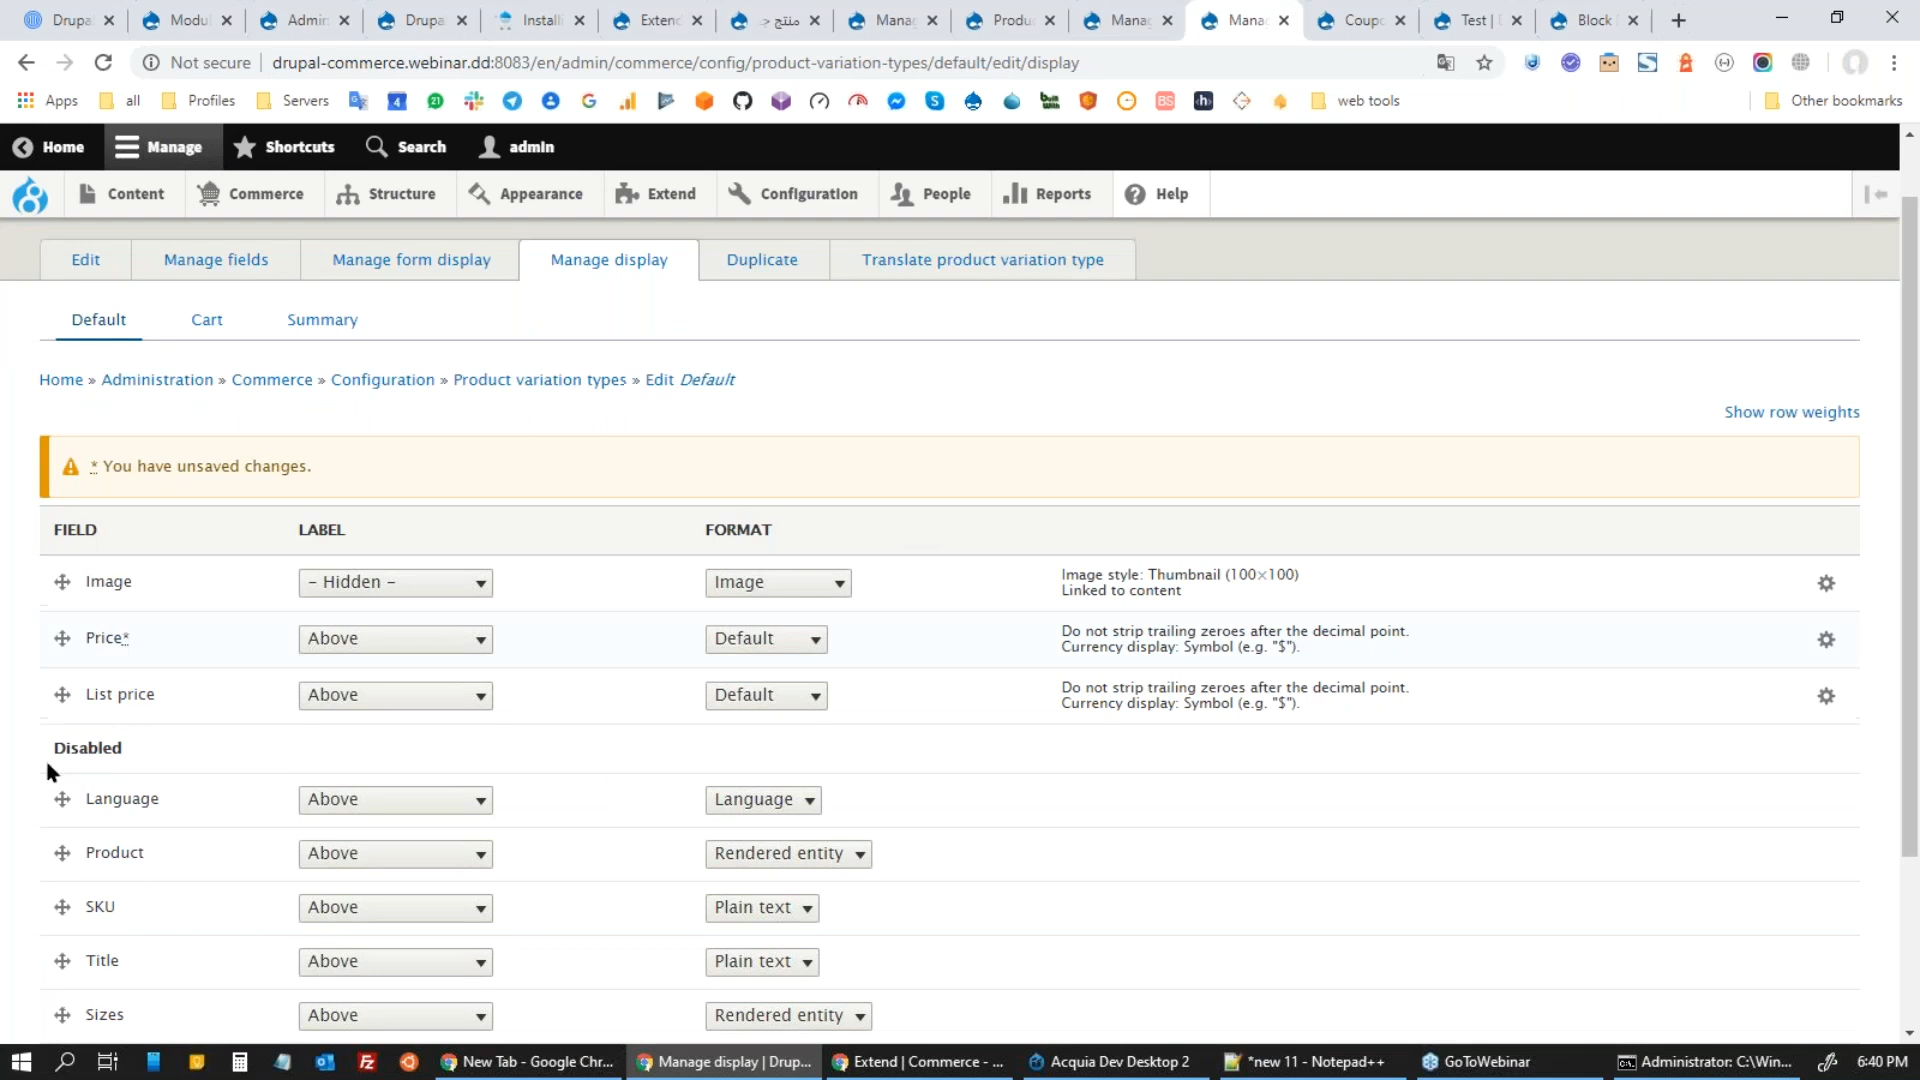 Drupa
Modul
Admin
Drupa
Install
Extend
منتج >
Manag
Produc
Manag
Manag
Coupo
Test | D
Block
Not secure | drupal-commerce.webinar.dd:8083/en/admin/commerce/config/product-variation-types/default/edit/display
Apps
all
Profiles
Servers
web tools
Other bookmarks
Home
Manage
Shortcuts
Search
admin
Content
Commerce
Structure
Appearance
Extend
Configuration
People
Reports
Help
Edit
Manage fields
Manage form display
Manage display
Duplicate
Translate product variation type
Default
Cart
Summary
Home » Administration » Commerce » Configuration » Product variation types » Edit Default
Show row weights
* You have unsaved changes.
FIELD LABEL FORMAT
Image - Hidden - Image Image style: Thumbnail (100×100)
Linked to content
Price* Above Default Do not strip trailing zeroes after the decimal point.
Currency display: Symbol (e.g. "$").
List price Above Default Do not strip trailing zeroes after the decimal point.
Currency display: Symbol (e.g. "$").
Disabled
Language Above Language
Product Above Rendered entity
SKU Above Plain text
Title Above Plain text
Sizes Above Rendered entity
New Tab - Google Chr...
Manage display | Drup...
Extend | Commerce - ...
Acquia Dev Desktop 2
*new 11 - Notepad++
GoToWebinar
Administrator: C:\Win...
6:40 PM